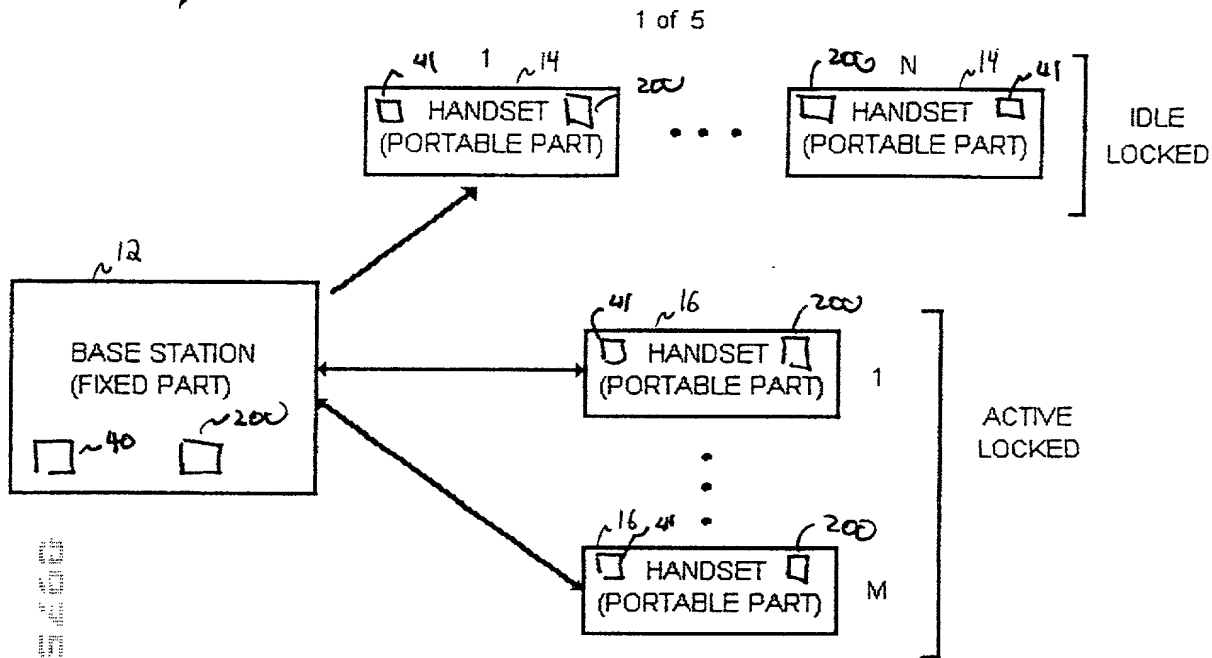 1 of 5
41 1 14 200
HANDSET
(PORTABLE PART)
• • •
200 N 14 41
HANDSET
(PORTABLE PART)
IDLE
LOCKED
12
BASE STATION
(FIXED PART)
40 200
41 16 200
HANDSET
(PORTABLE PART)
1
ACTIVE
LOCKED
16 41 200
HANDSET
(PORTABLE PART)
M